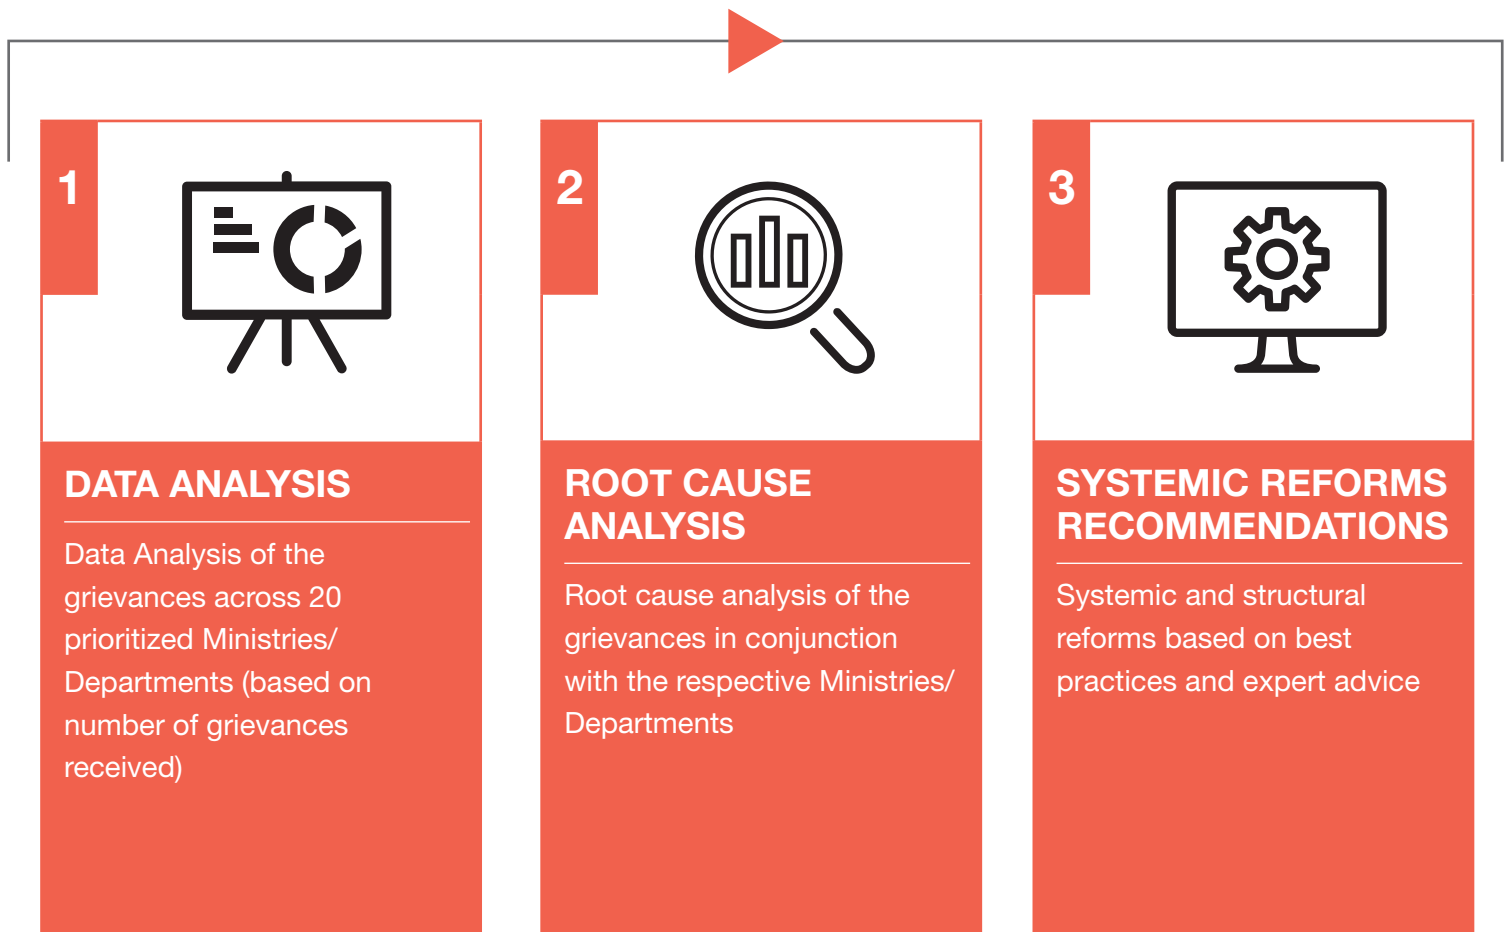 1
DATA ANALYSIS
Data Analysis of the
grievances across 20
prioritized Ministries/
Departments (based on
number of grievances
received)
2
ROOT CAUSE
ANALYSIS
Root cause analysis of the
grievances in conjunction
with the respective Ministries/
Departments
3
SYSTEMIC REFORMS
RECOMMENDATIONS
Systemic and structural
reforms based on best
practices and expert advice